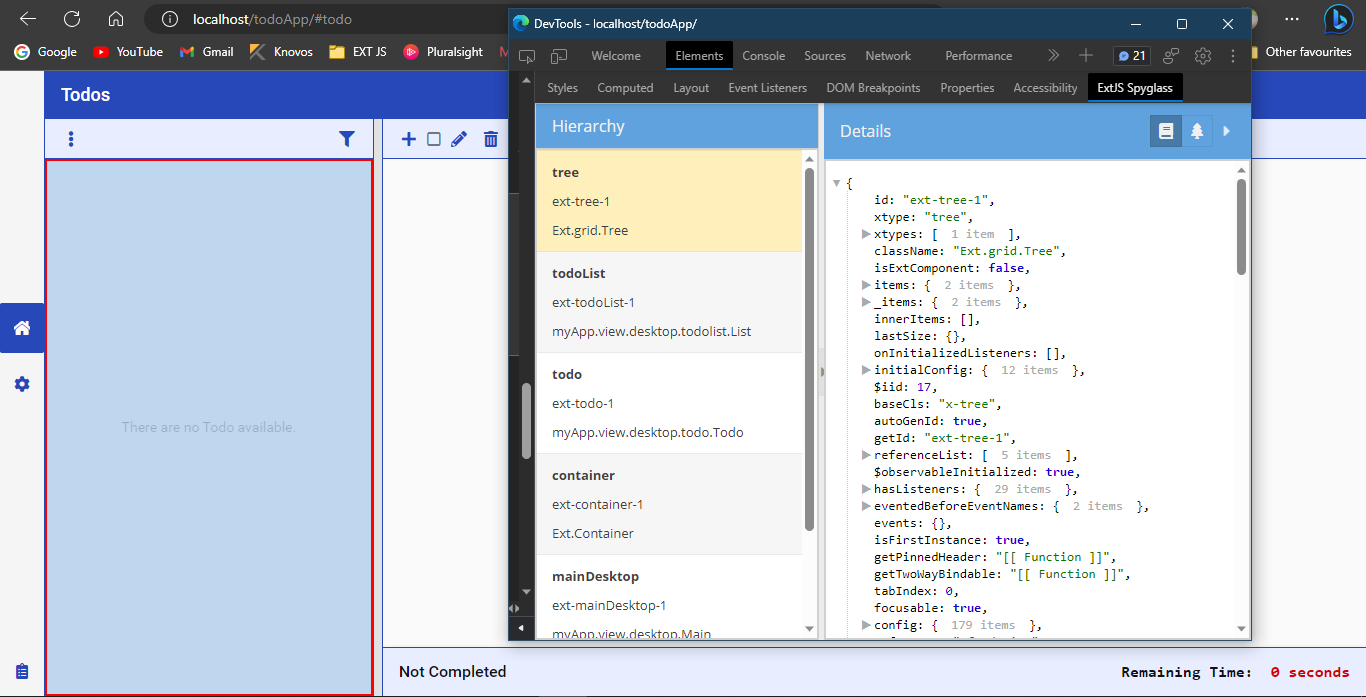 localhost/todoApp/#todo
Google
YouTube
Gmail
Knovos
EXT JS
Pluralsight
M
Other favourites
DevTools - localhost/todoApp/
Welcome
Elements
Console
Sources
Network
Performance
21
Styles
Computed
Layout
Event Listeners
DOM Breakpoints
Properties
Accessibility
ExtJS Spyglass
Todos
There are no Todo available.
Hierarchy
tree
ext-tree-1
Ext.grid.Tree
todoList
ext-todoList-1
myApp.view.desktop.todolist.List
todo
ext-todo-1
myApp.view.desktop.todo.Todo
container
ext-container-1
Ext.Container
mainDesktop
ext-mainDesktop-1
myApp.view.desktop.Main
Details
{
id: "ext-tree-1",
xtype: "tree",
xtypes: [ 1 item ],
className: "Ext.grid.Tree",
isExtComponent: false,
items: { 2 items },
_items: { 2 items },
innerItems: [],
lastSize: {},
onInitializedListeners: [],
initialConfig: { 12 items },
$iid: 17,
baseCls: "x-tree",
autoGenId: true,
getId: "ext-tree-1",
referenceList: [ 5 items ],
$observableInitialized: true,
hasListeners: { 29 items },
eventedBeforeEventNames: { 2 items },
events: {},
isFirstInstance: true,
getPinnedHeader: "[[ Function ]]",
getTwoWayBindable: "[[ Function ]]",
tabIndex: 0,
focusable: true,
config: { 179 items },
Not Completed
Remaining Time: 0 seconds